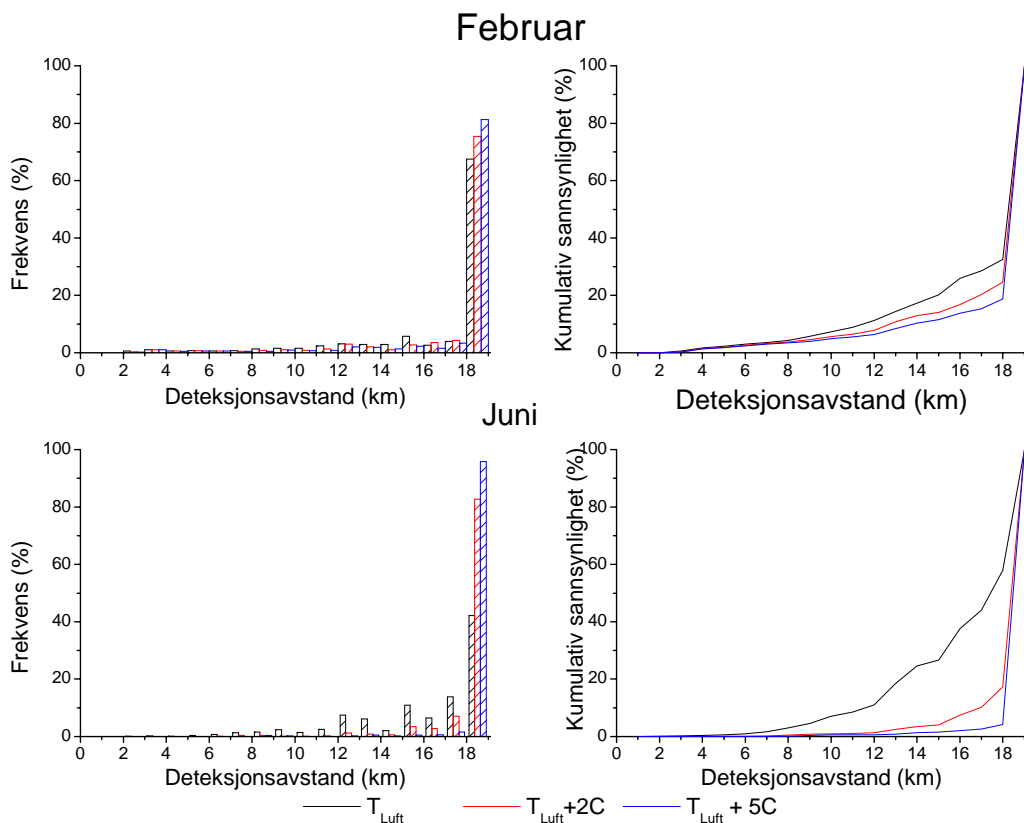 Februar
100
80
60
40
20
0
0 2 4 6 8 10 12 14 16 18
Frekvens (%)
Deteksjonsavstand (km)
100
80
60
40
20
0
0 2 4 6 8 10 12 14 16 18
Kumulativ sannsynlighet (%)
Deteksjonsavstand (km)
Juni
100
80
60
40
20
0
0 2 4 6 8 10 12 14 16 18
Frekvens (%)
Deteksjonsavstand (km)
100
80
60
40
20
0
0 2 4 6 8 10 12 14 16 18
Kumulativ sannsynlighet (%)
Deteksjonsavstand (km)
T Luft T Luft+2C T Luft + 5C